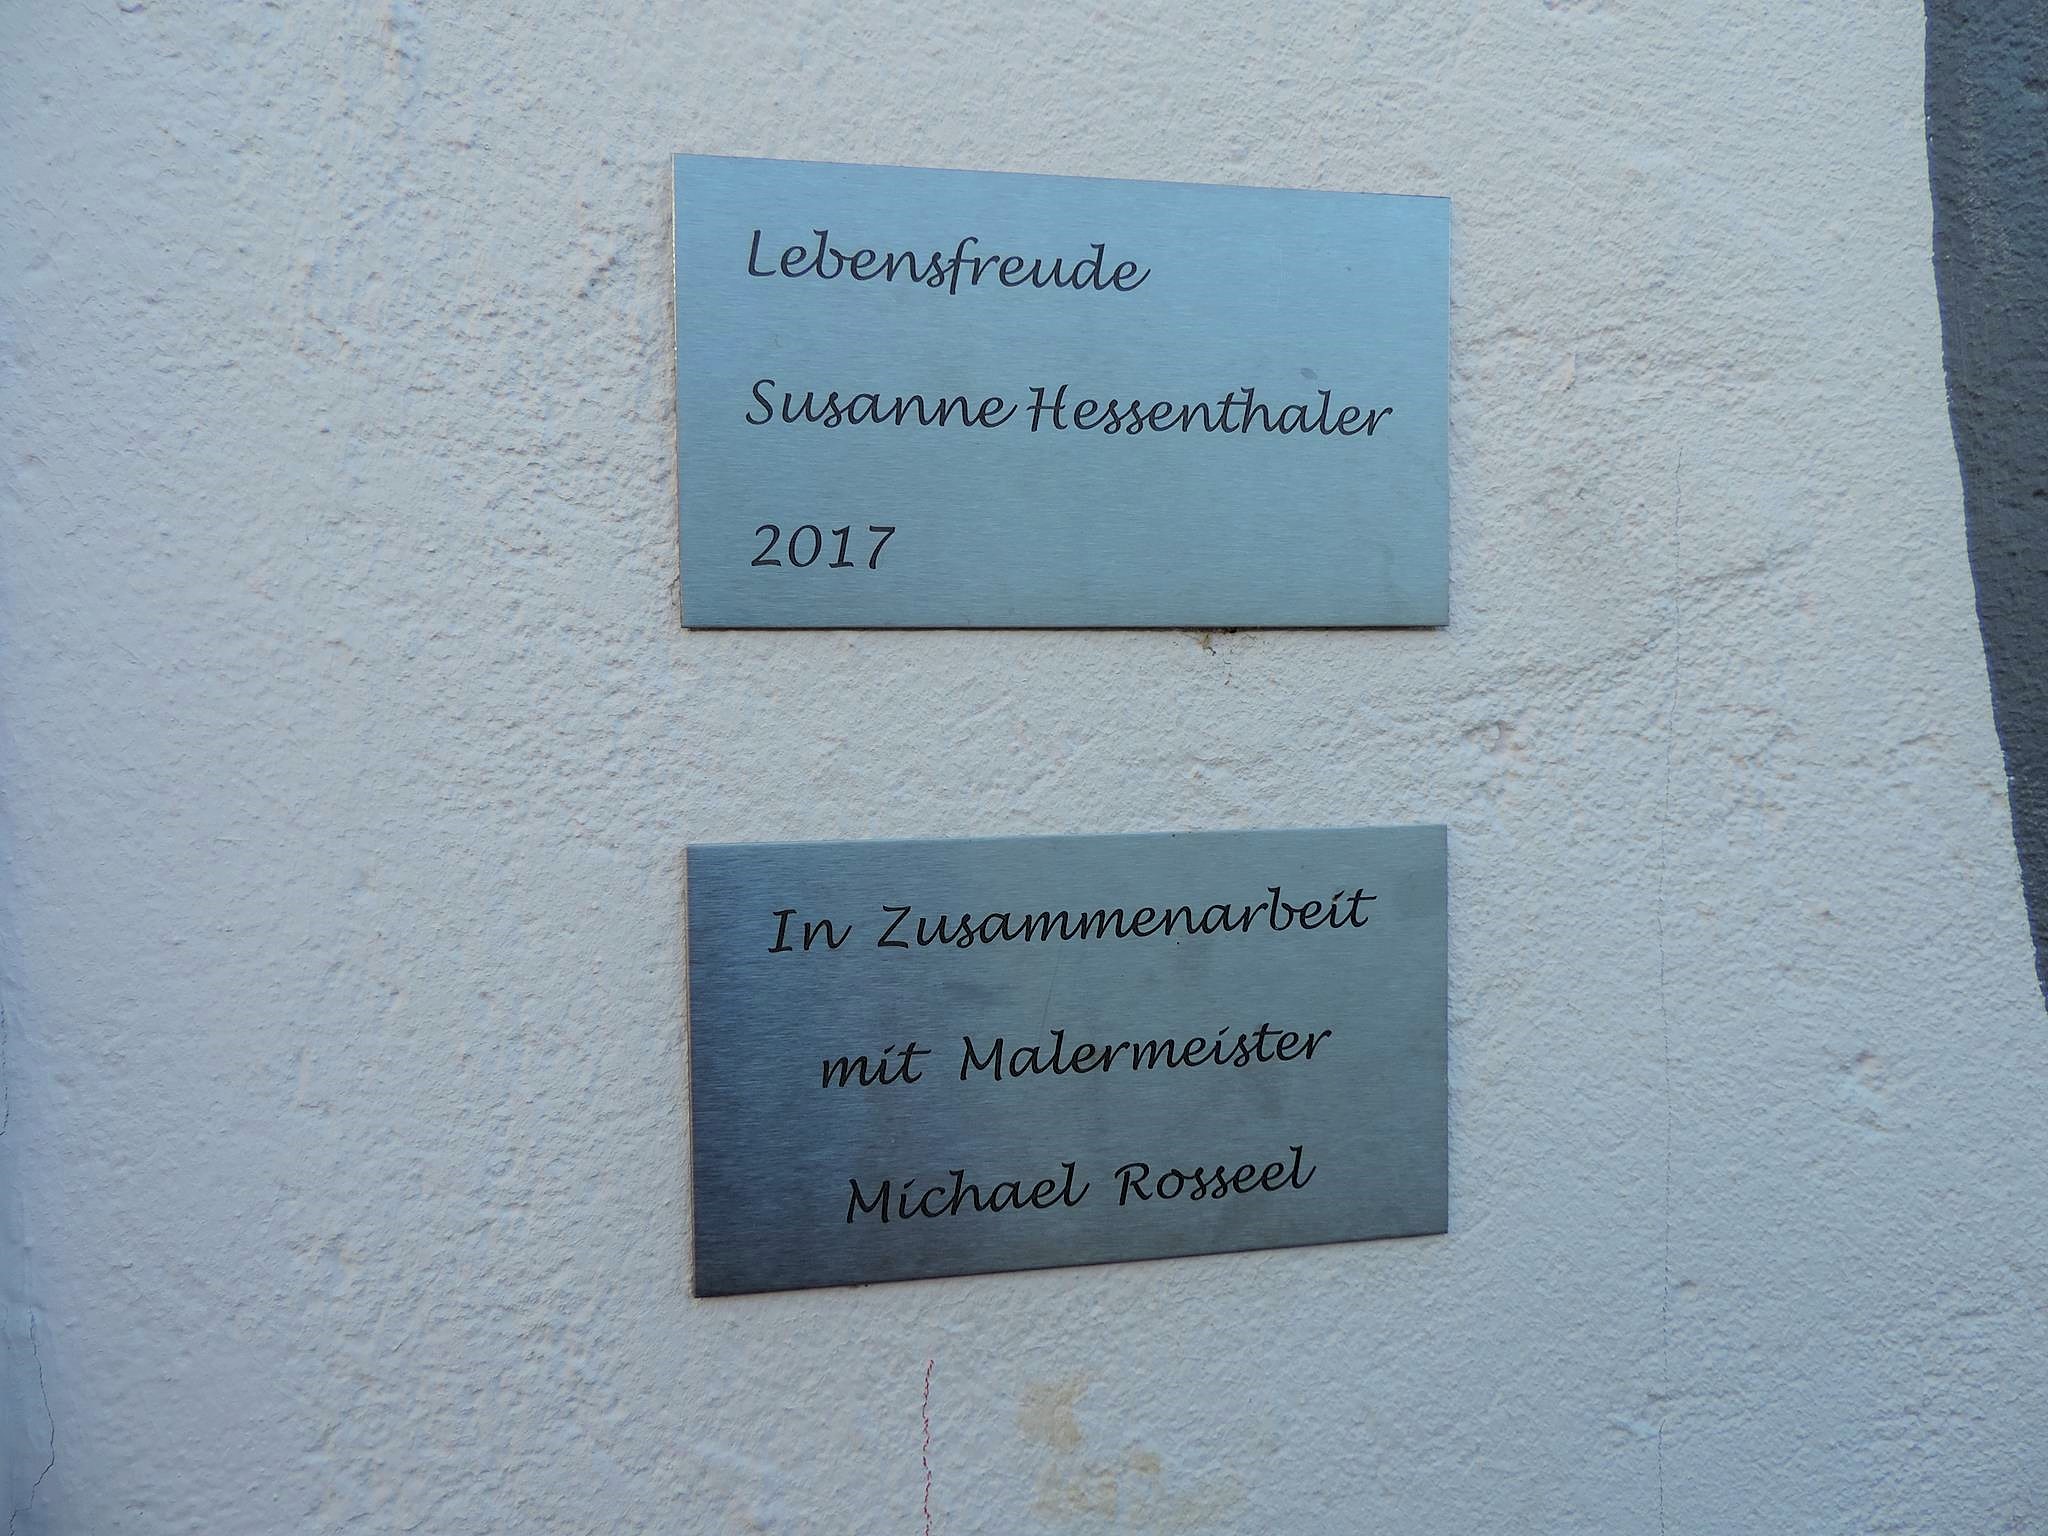 Lebensfreude
Susanne Hessenthaler
2017
In Zusammenarbeit
mit Malermeister
Michael Rosseel